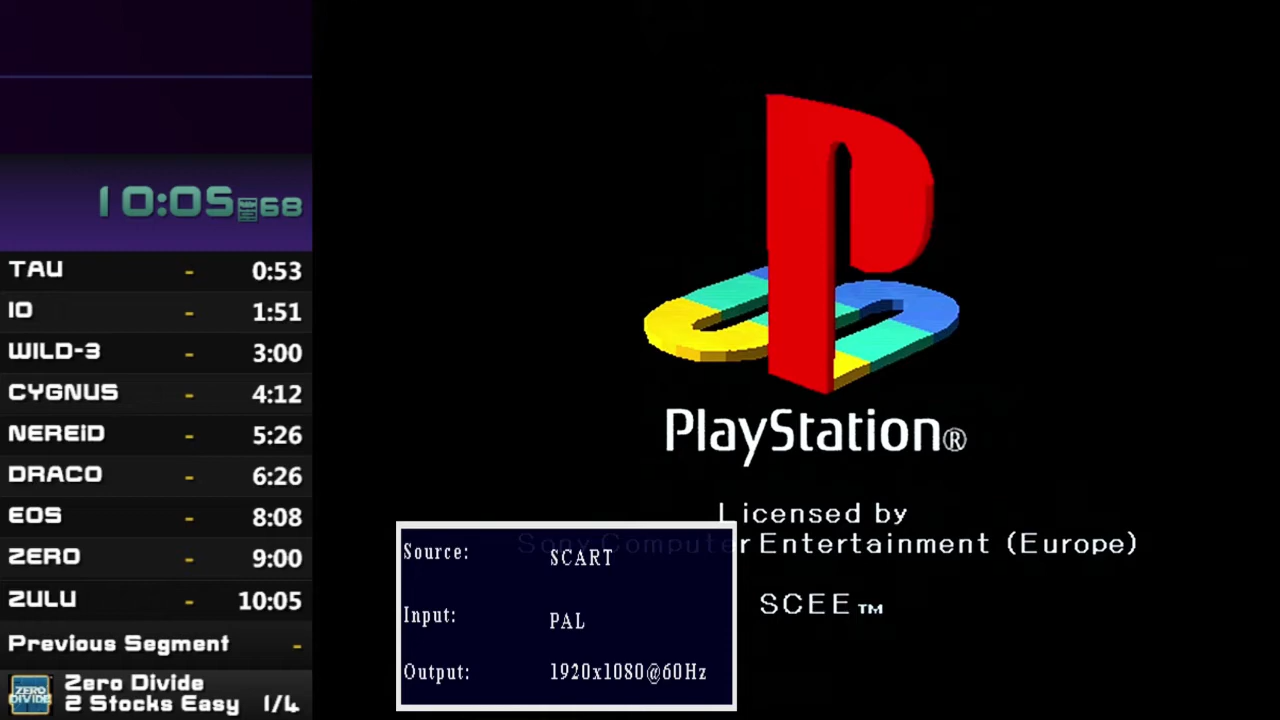 10:05 68
TAU - 0:53
IO - 1:51
WILD-3 - 3:00
CYGNUS - 4:12
NEREiD - 5:26
DRACO - 6:26
EOS - 8:08
ZERO - 9:00
ZULU - 10:05
Previous Segment -
ZERO DIVIDE
Zero Divide
2 Stocks Easy 1/4
PlayStation®
Licensed by
Sony Computer Entertainment (Europe)
SCEE™
Source: SCART
Input: PAL
Output: 1920x1080@60Hz